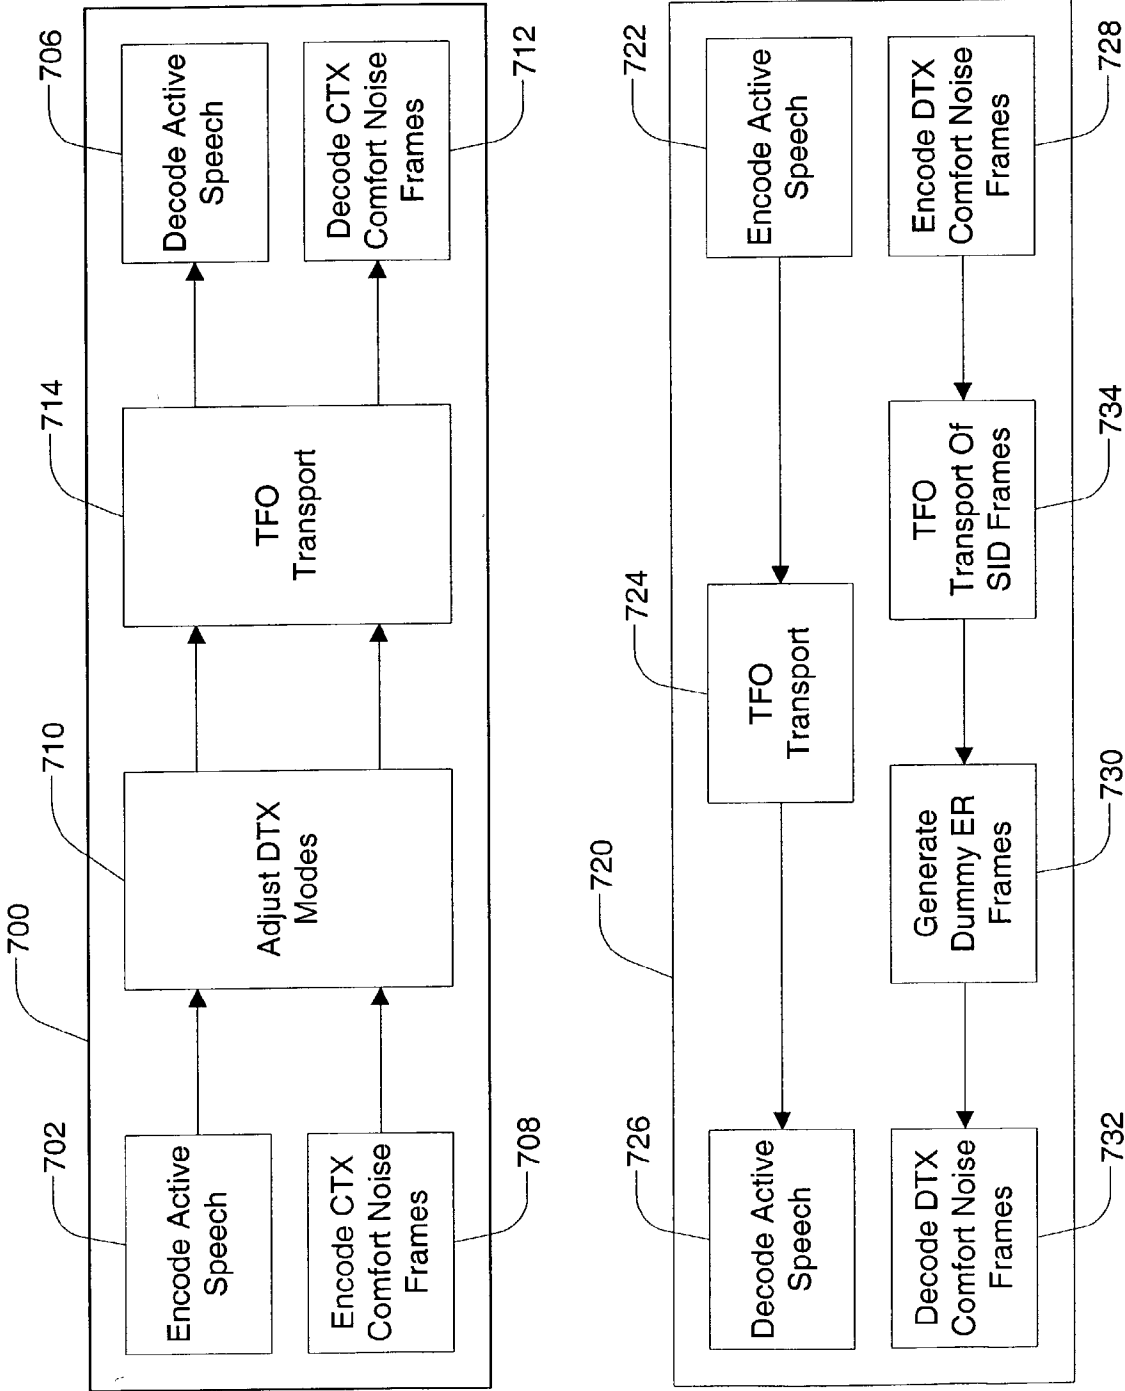 700
702
Encode Active
Speech
708
Encode CTX
Comfort Noise
Frames
710
Adjust DTX
Modes
714
TFO
Transport
706
Decode Active
Speech
712
Decode CTX
Comfort Noise
Frames
720
726
Decode Active
Speech
732
Decode DTX
Comfort Noise
Frames
724
TFO
Transport
730
Generate
Dummy ER
Frames
734
TFO
Transport Of
SID Frames
722
Encode Active
Speech
728
Encode DTX
Comfort Noise
Frames